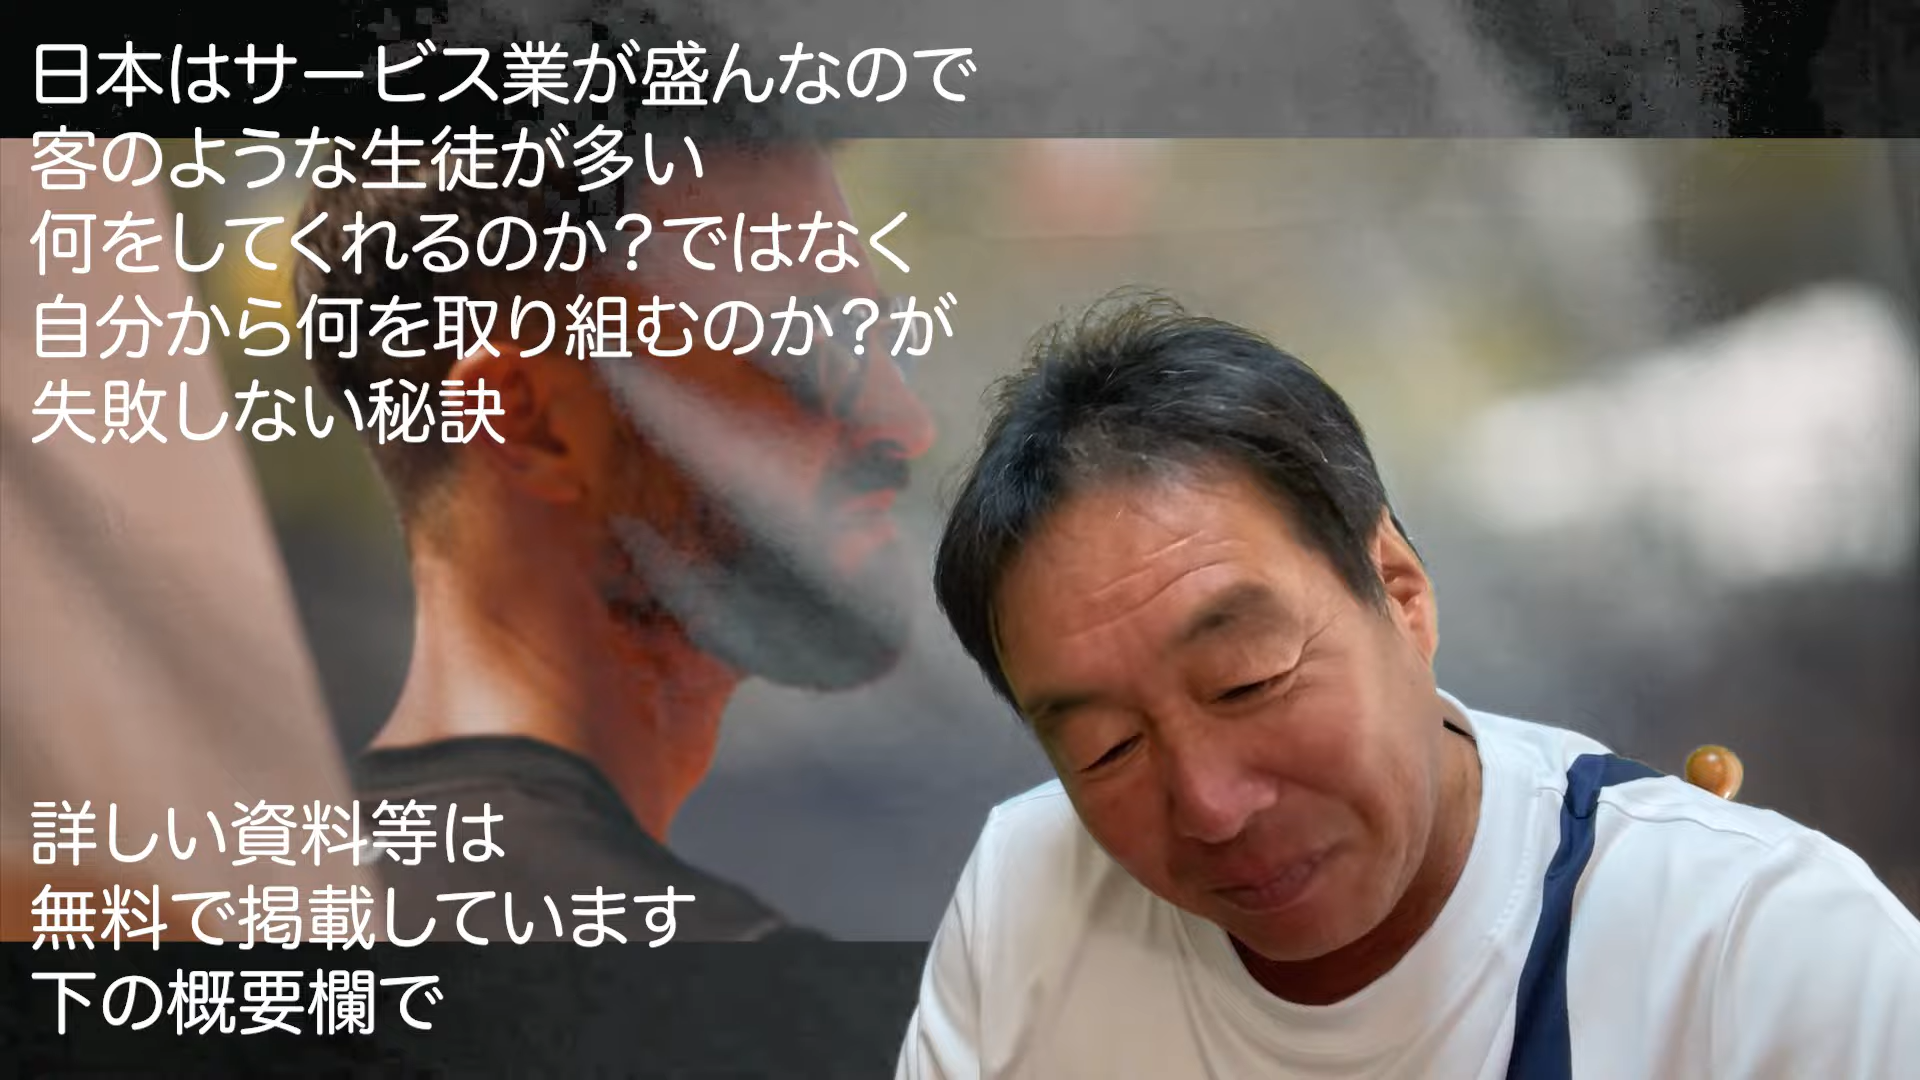 日本はサービス業が盛んなので
客のような生徒が多い
何をしてくれるのか？ではなく
自分から何を取り組むのか？が
失敗しない秘訣
詳しい資料等は
無料で掲載しています
下の概要欄で